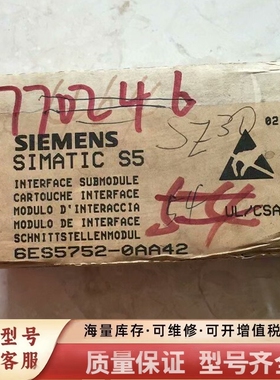 770246
SIEMENS
SZ30
02
SIMATIC S5
INTERFACE SUBMODULE
CARTOUCHE INTERFACE
MODULO D'INTERACCIA
MODULO DE INTERFACE
SCHNITTSTELLENMODUL
54
UL/CSA
6ES5752-0AA42
型号
客服
海量库存·可维修·可开增值税
质量保证 型号齐全